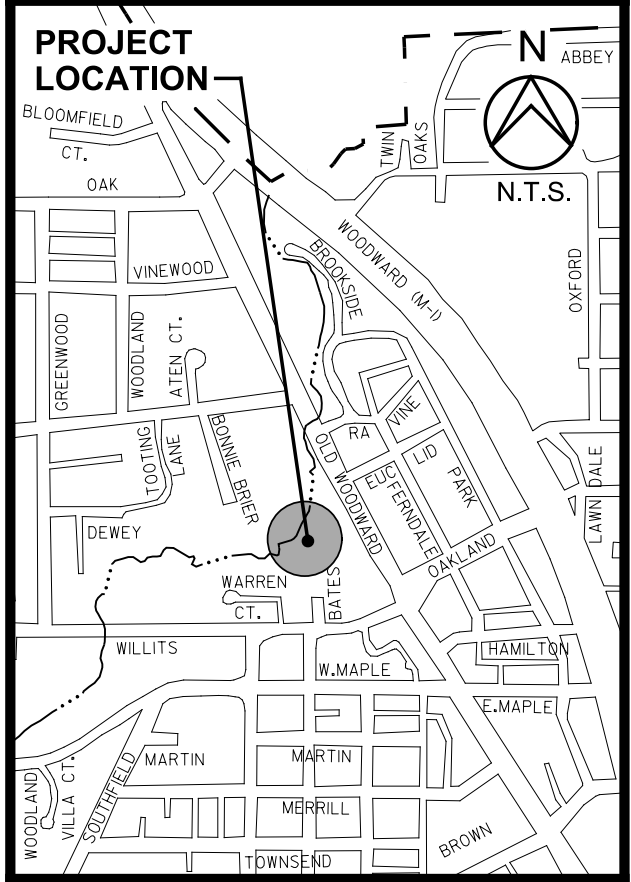 PROJECT
LOCATION
N
ABBEY
N.T.S.
BLOOMFIELD
CT.
TWIN
OAKS
OAK
WOODWARD (M-1)
BROOKSIDE
VINEWOOD
OXFORD
GREENWOOD
WOODLAND
ATEN CT.
VINE
RA
TOOTING
LANE
BONNIE BRIER
OLD WOODWARD
EUC
LID
PARK
FERNDALE
LAWN DALE
DEWEY
OAKLAND
WARREN
CT.
BATES
WILLITS
HAMILTON
W.MAPLE
E.MAPLE
MARTIN
MARTIN
WOODLAND
VILLA CT.
SOUTHFIELD
MERRILL
BROWN
TOWNSEND